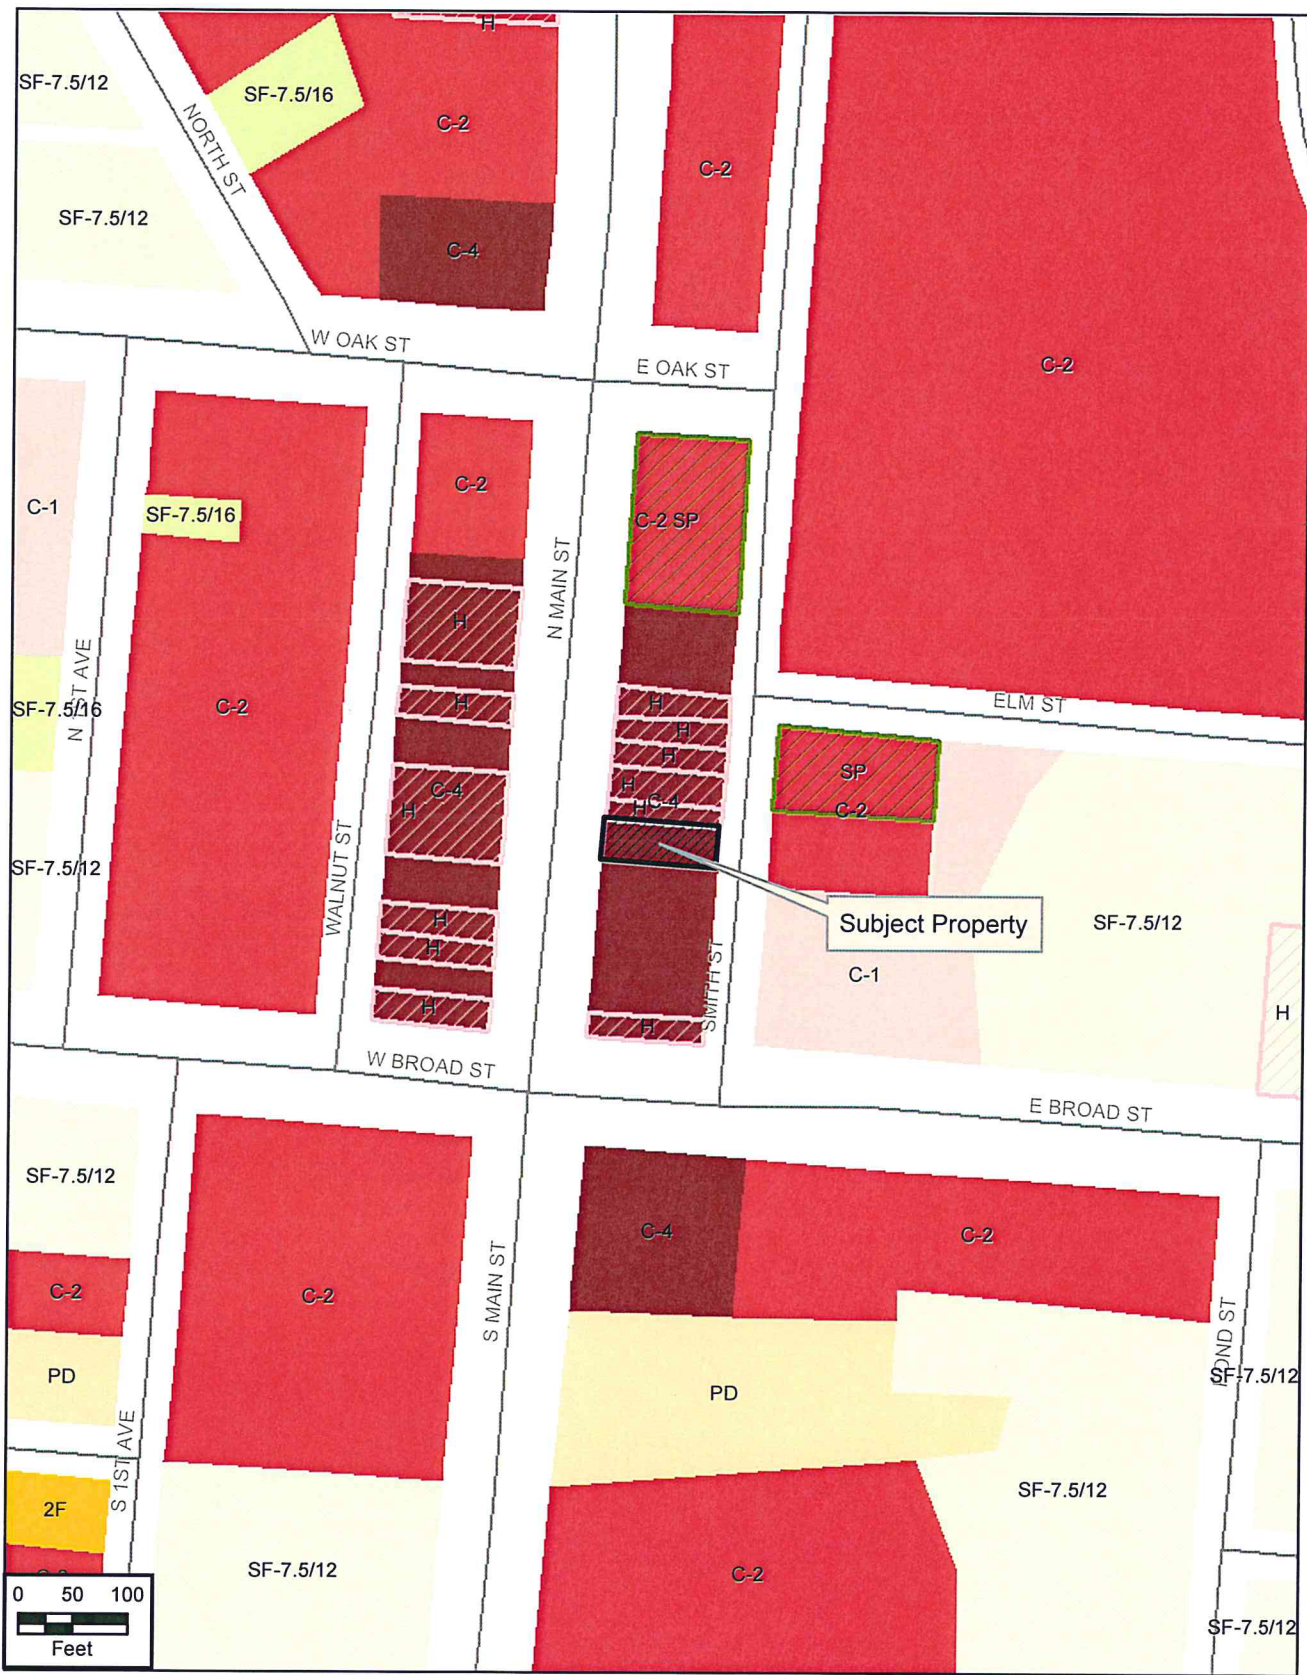 H
SF-7.5/12
SF-7.5/16
C-2
NORTH ST
C-2
SF-7.5/12
C-4
W OAK ST
E OAK ST
C-2
C-2
C-1
SF-7.5/16
C-2 SP
N MAIN ST
H
N 1ST AVE
SF-7.5/16
C-2
H
H
ELM ST
H
H
SP
C-4
H
H
C-4
H
C-2
SF-7.5/12
WALNUT ST
Subject Property
SF-7.5/12
H
H
C-1
SMITH ST
H
H
H
W BROAD ST
E BROAD ST
SF-7.5/12
C-4
C-2
C-2
C-2
S MAIN ST
POND ST
PD
PD
SF-7.5/12
S 1ST AVE
2F
SF-7.5/12
SF-7.5/12
C-2
SF-7.5/12
0 50 100
Feet